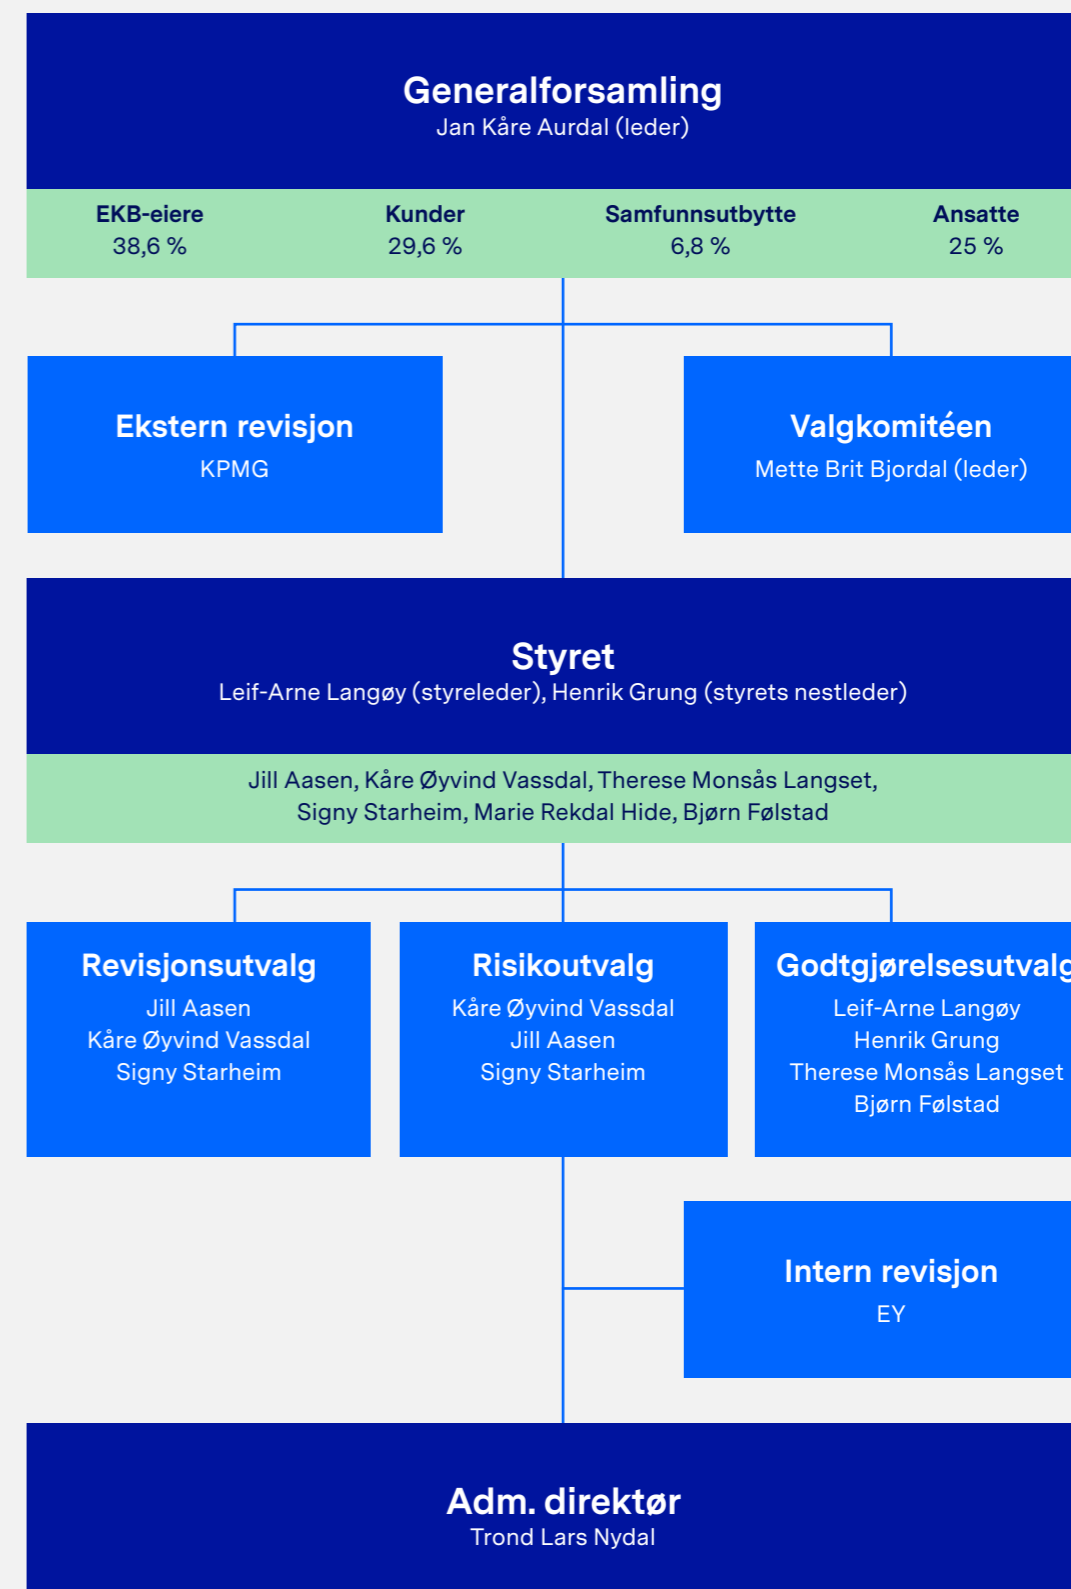 Generalforsamling
Jan Kåre Aurdal (leder)
EKB-eiere
38,6 %
Kunder
29,6 %
Samfunnsutbytte
6,8 %
Ansatte
25 %
Ekstern revisjon
KPMG
Valgkomitéen
Mette Brit Bjordal (leder)
Styret
Leif-Arne Langøy (styreleder), Henrik Grung (styrets nestleder)
Jill Aasen, Kåre Øyvind Vassdal, Therese Monsås Langset,
Signy Starheim, Marie Rekdal Hide, Bjørn Følstad
Revisjonsutvalg
Jill Aasen
Kåre Øyvind Vassdal
Signy Starheim
Risikoutvalg
Kåre Øyvind Vassdal
Jill Aasen
Signy Starheim
Godtgjørelsesutvalg
Leif-Arne Langøy
Henrik Grung
Therese Monsås Langset
Bjørn Følstad
Intern revisjon
EY
Adm. direktør
Trond Lars Nydal